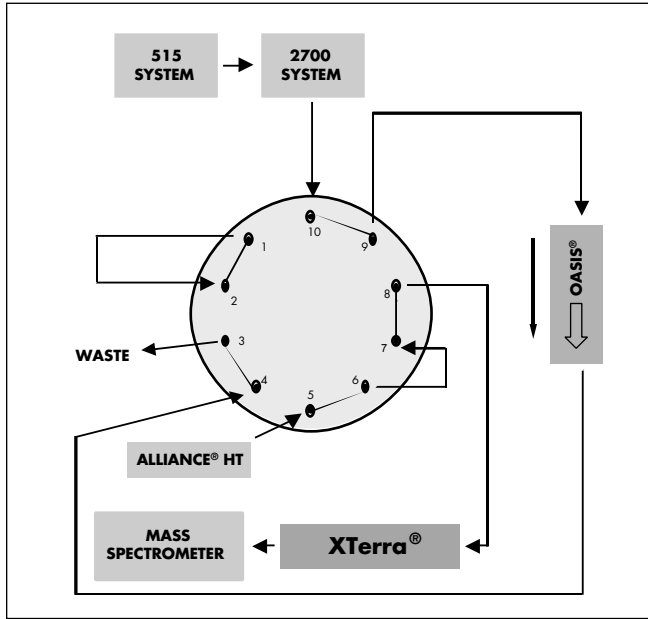 515
SYSTEM
2700
SYSTEM
10
1
9
2
8
OASIS®
3
7
WASTE
4
5
6
ALLIANCE® HT
MASS
SPECTROMETER
XTerra®